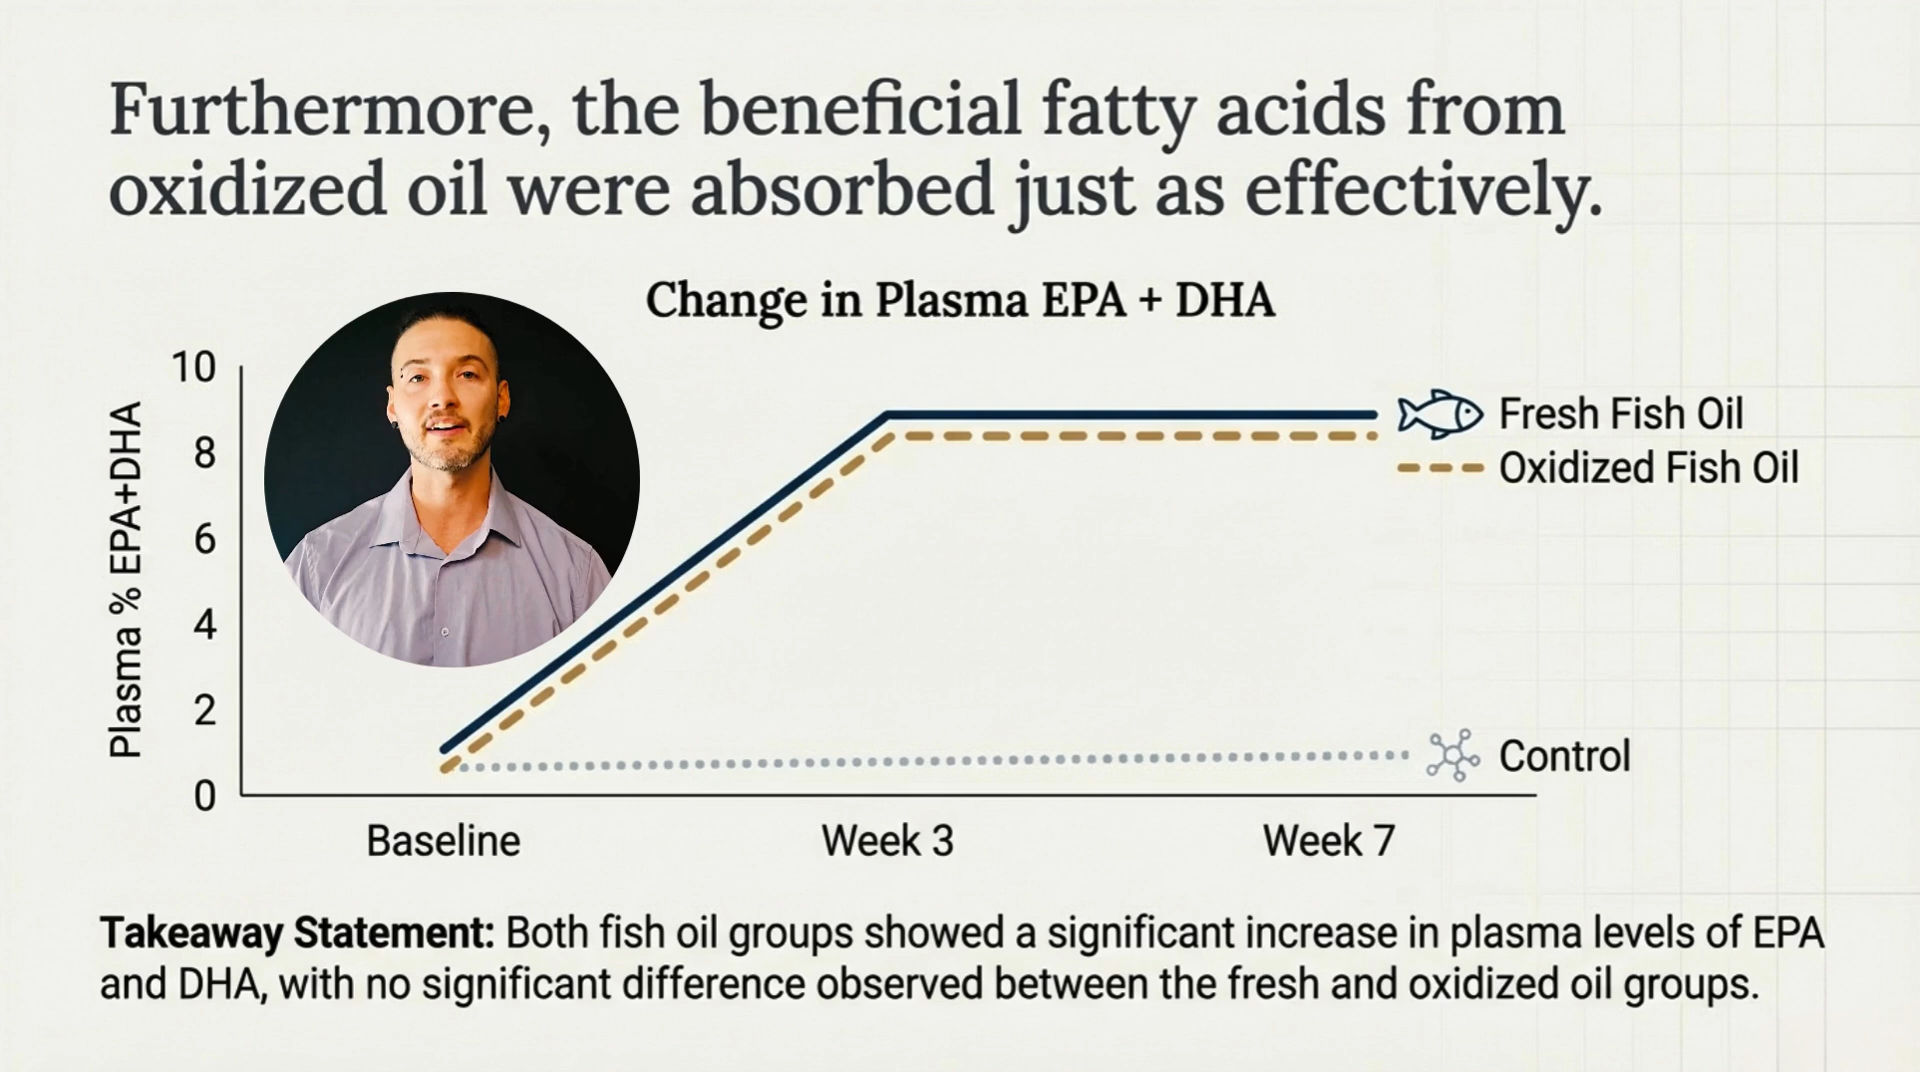 Furthermore, the beneficial fatty acids from
oxidized oil were absorbed just as effectively.
Change in Plasma EPA + DHA
Plasma % EPA+DHA
10
8
6
4
2
0
Fresh Fish Oil
Oxidized Fish Oil
Control
Baseline
Week 3
Week 7
Takeaway Statement: Both fish oil groups showed a significant increase in plasma levels of EPA
and DHA, with no significant difference observed between the fresh and oxidized oil groups.